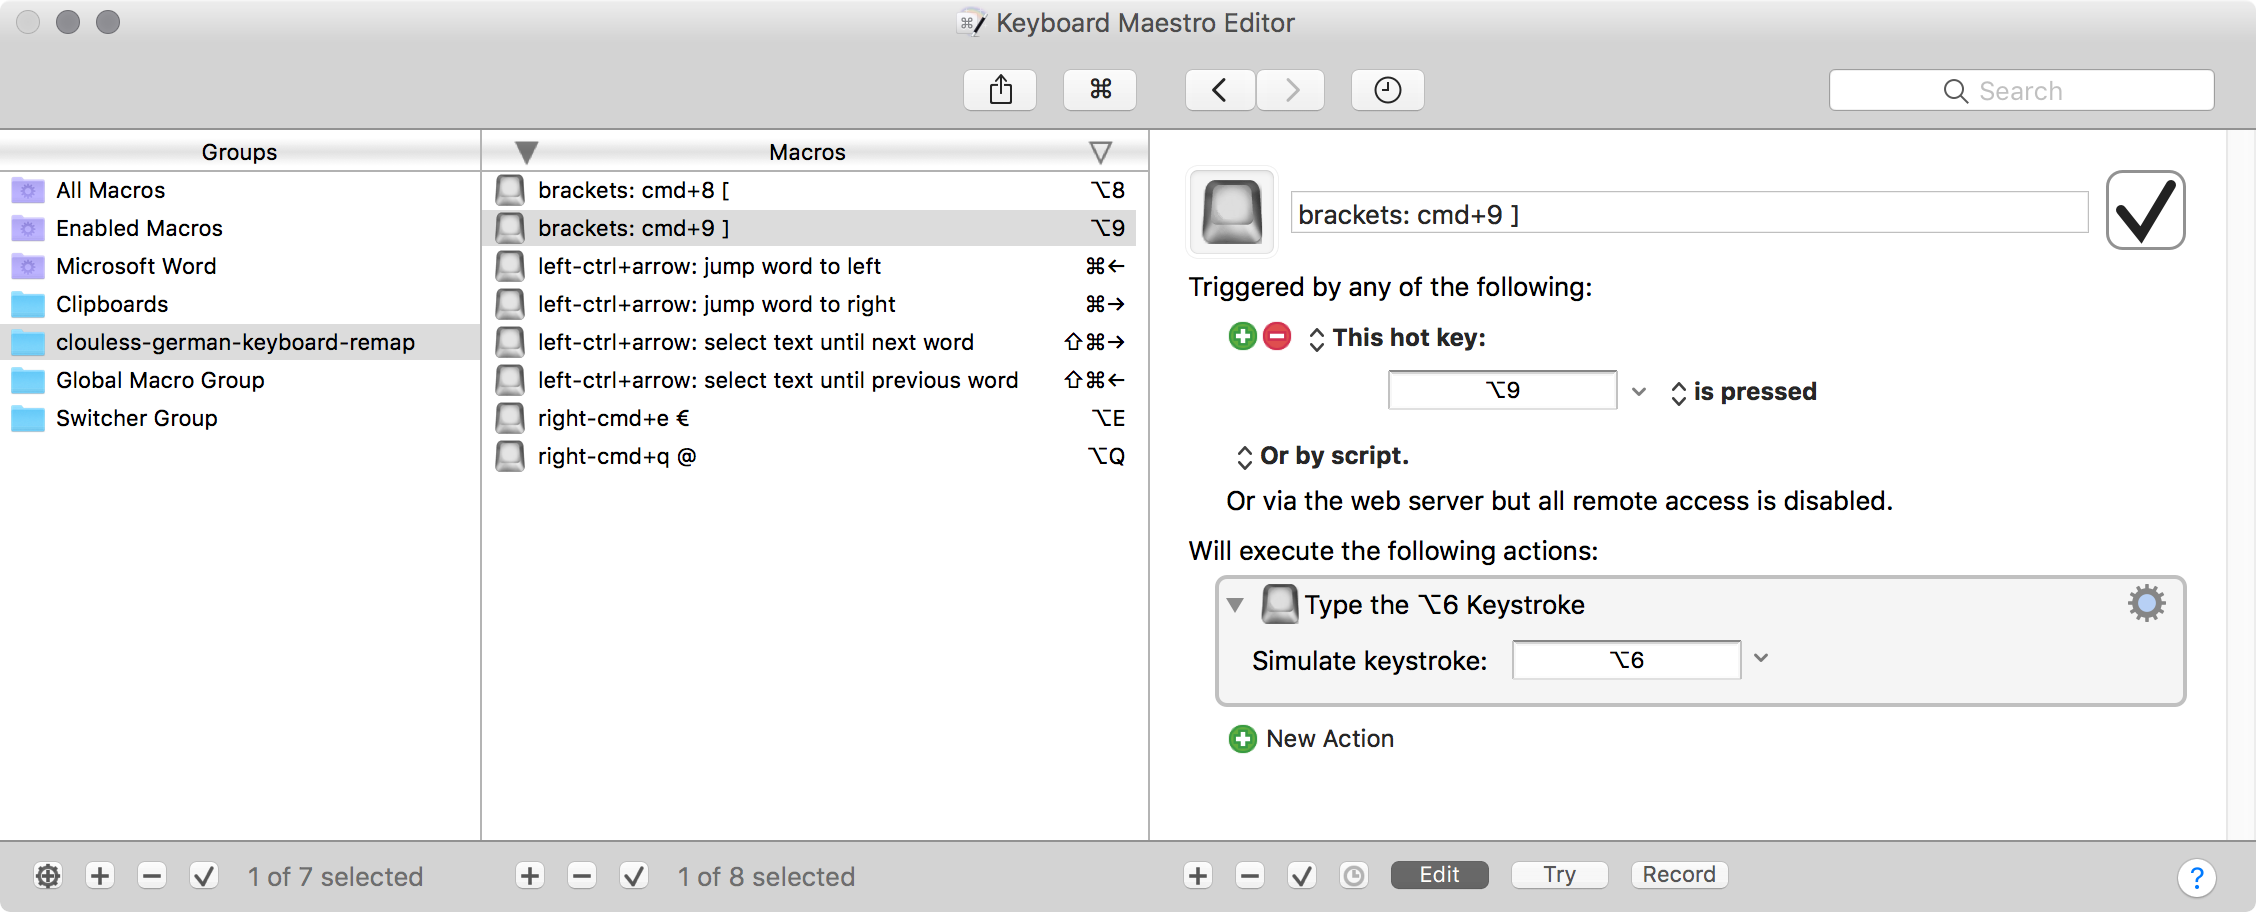 Keyboard Maestro Editor
⌘
Search
Groups
All Macros
Enabled Macros
Microsoft Word
Clipboards
clouless-german-keyboard-remap
Global Macro Group
Switcher Group
Macros
brackets: cmd+8 [ ⌥8
brackets: cmd+9 ] ⌥9
left-ctrl+arrow: jump word to left ⌘←
left-ctrl+arrow: jump word to right ⌘→
left-ctrl+arrow: select text until next word ⇧⌘→
left-ctrl+arrow: select text until previous word ⇧⌘←
right-cmd+e € ⌥E
right-cmd+q @ ⌥Q
brackets: cmd+9 ]
Triggered by any of the following:
This hot key:
⌥9 is pressed
Or by script.
Or via the web server but all remote access is disabled.
Will execute the following actions:
Type the ⌥6 Keystroke
Simulate keystroke: ⌥6
New Action
1 of 7 selected
1 of 8 selected
Edit Try Record ?